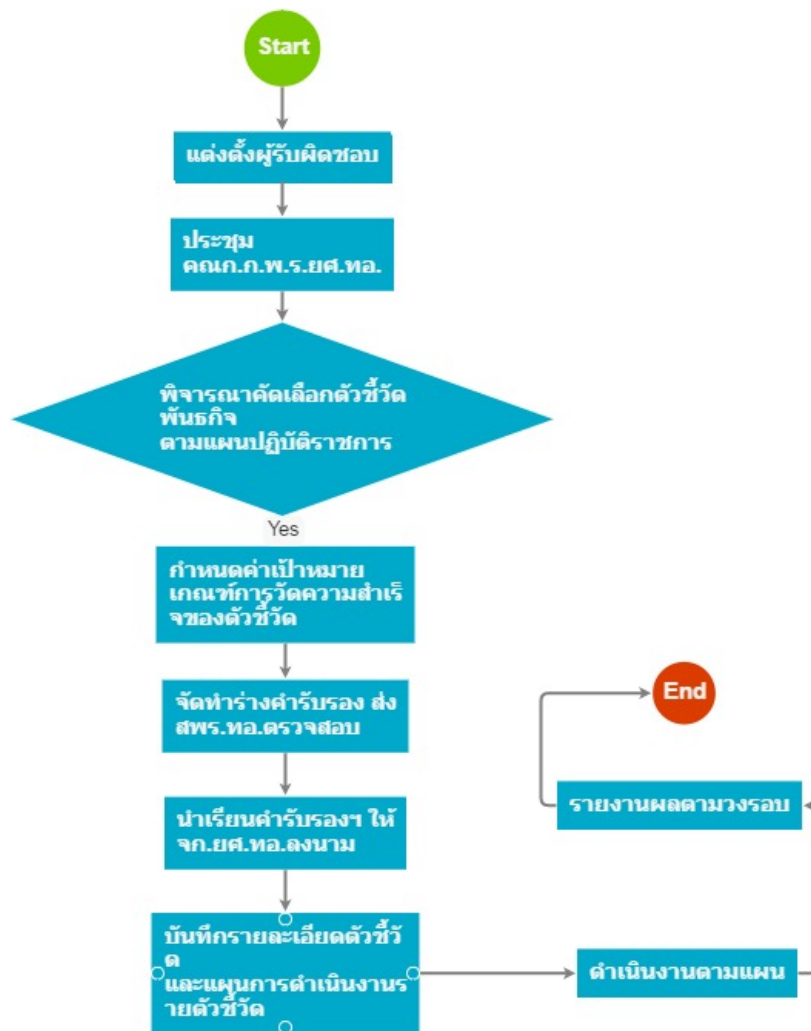 Start
แต่งตั้งผู้รับผิดชอบ
ประชุม
คณก.ก.พ.ร.ยศ.ทอ.
พิจารณาคัดเลือกตัวชี้วัด
พันธกิจ
ตามแผนปฏิบัติราชการ
Yes
กำหนดค่าเป้าหมาย
เกณฑ์การวัดความสำเร็
จของตัวชี้วัด
จัดทำร่างคำรับรอง ส่ง
สพร.ทอ.ตรวจสอบ
นำเรียนคำรับรองฯ ให้
จก.ยศ.ทอ.ลงนาม
บันทึกรายละเอียดตัวชี้วั
ด
และแผนการดำเนินงานร
ายตัวชี้วัด
ดำเนินงานตามแผน
รายงานผลตามวงรอบ
End